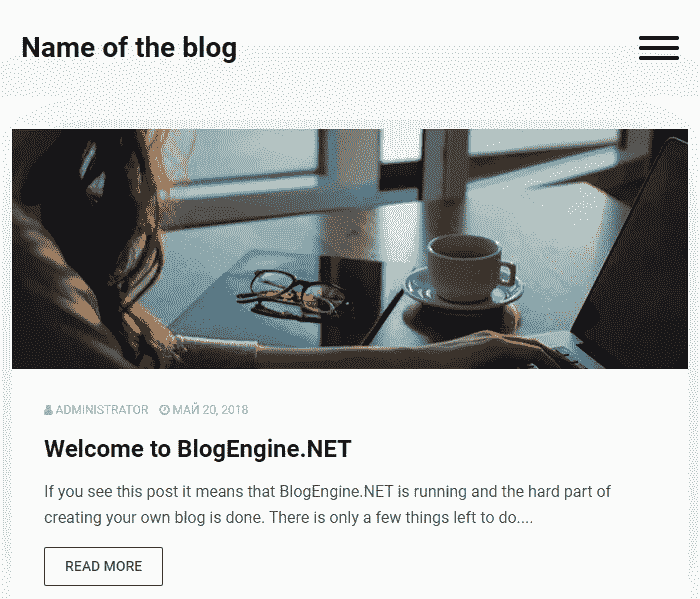 Name of the blog
ADMINISTRATOR МАЙ 20, 2018
Welcome to BlogEngine.NET
If you see this post it means that BlogEngine.NET is running and the hard part of
creating your own blog is done. There is only a few things left to do....
READ MORE